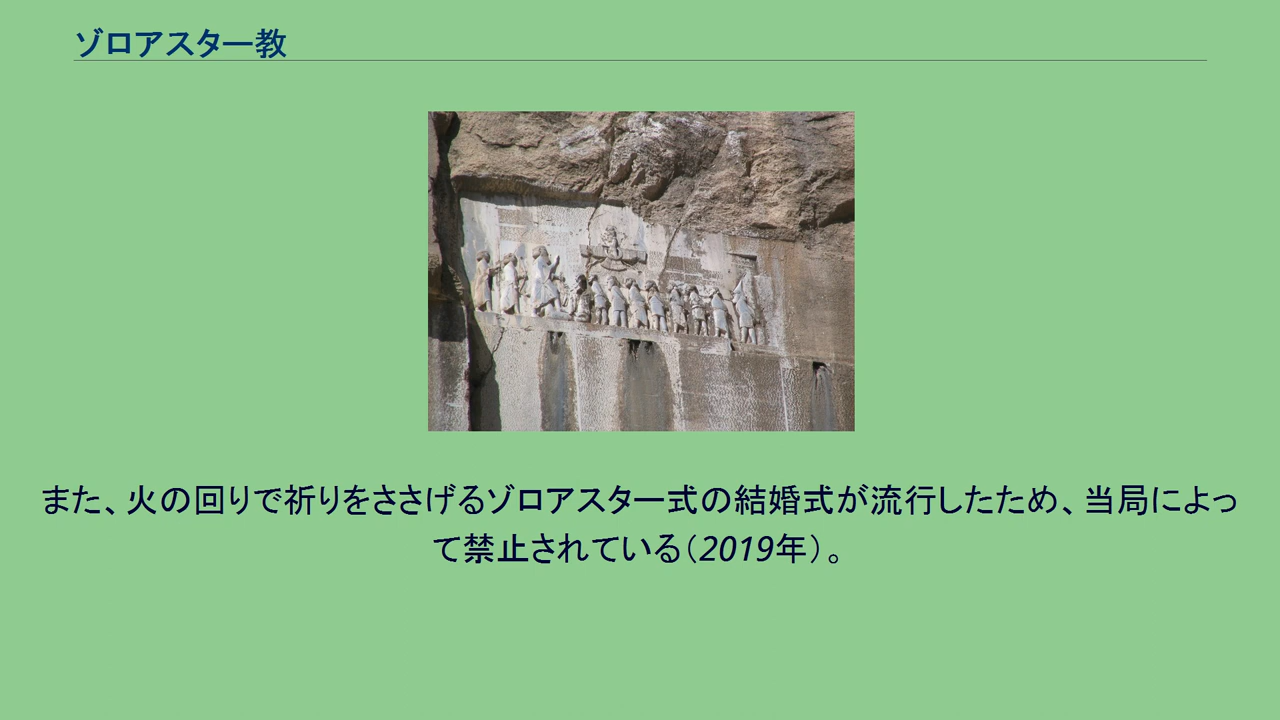 ゾロアスター教
また、火の回りで祈りをささげるゾロアスター式の結婚式が流行したため、当局によっ
て禁止されている（2019年）。